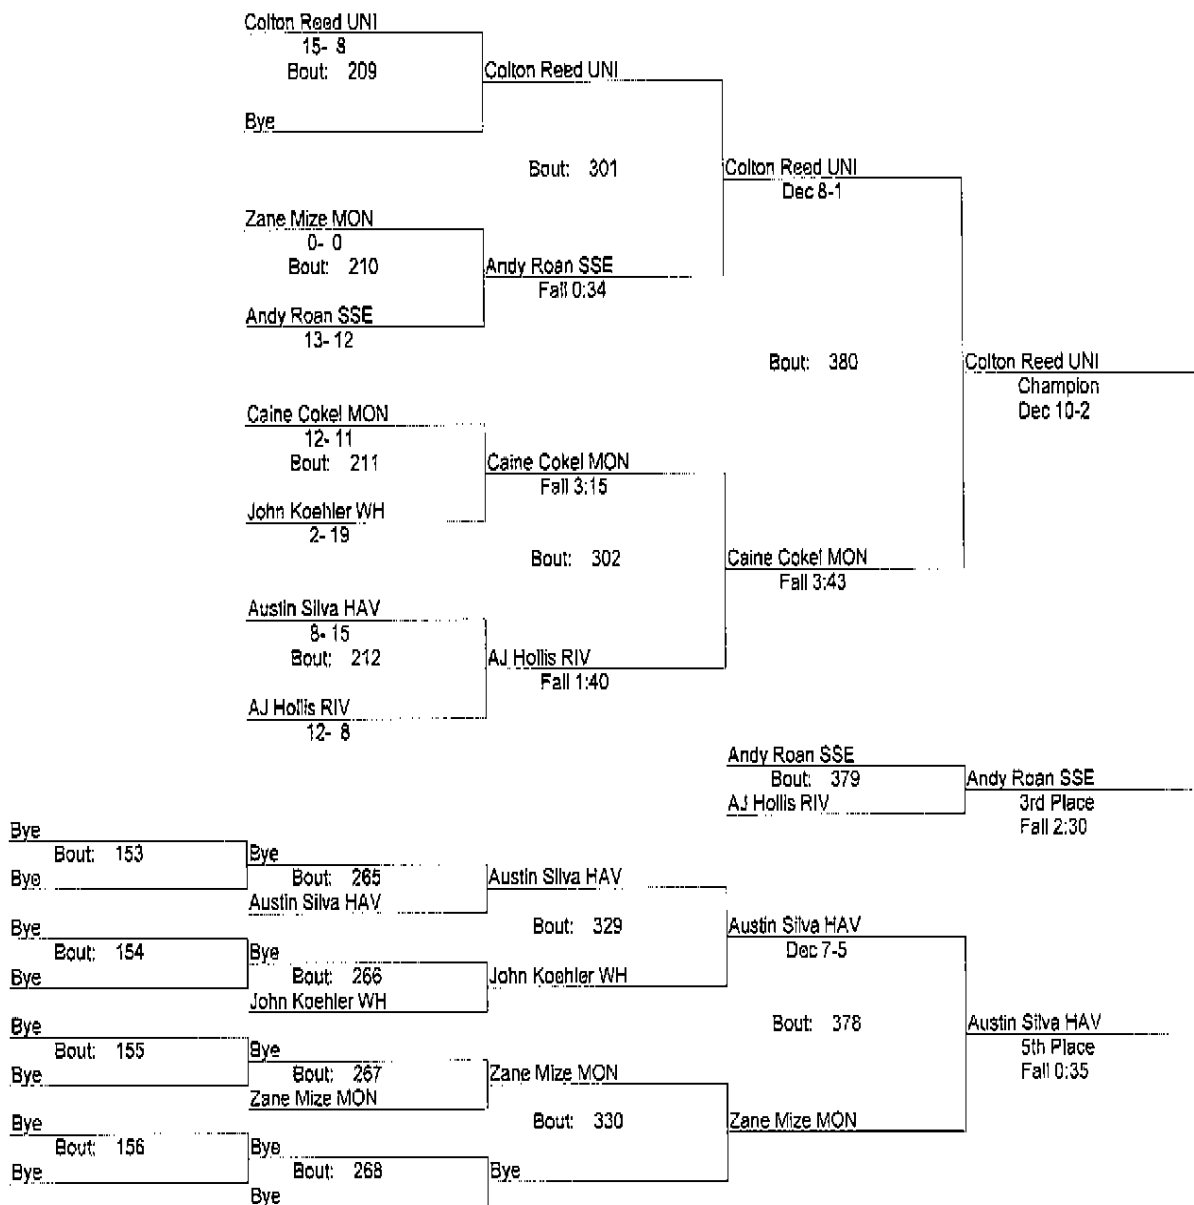 Colton Reed UNI
15- 8
Bout: 209
Colton Reed UNI
Bye
Bout: 301
Colton Reed UNI
Dec 8-1
Zane Mize MON
0- 0
Bout: 210
Andy Roan SSE
Fall 0:34
Andy Roan SSE
13- 12
Bout: 380
Colton Reed UNI
Champion
Dec 10-2
Caine Cokel MON
12- 11
Bout: 211
Caine Cokel MON
Fall 3:15
John Koehler WH
2- 19
Bout: 302
Caine Cokel MON
Fall 3:43
Austin Silva HAV
8- 15
Bout: 212
AJ Hollis RIV
Fall 1:40
AJ Hollis RIV
12- 8
Andy Roan SSE
Bout: 379
Andy Roan SSE
AJ Hollis RIV
3rd Place
Fall 2:30
Bye
Bout: 153
Bye
Bye
Bout: 265
Austin Silva HAV
Austin Silva HAV
Bye
Bout: 329
Austin Silva HAV
Dec 7-5
Bout: 154
Bye
Bye
Bout: 266
John Koehler WH
John Koehler WH
Bye
Bout: 378
Austin Silva HAV
5th Place
Fall 0:35
Bout: 155
Bye
Bye
Bout: 267
Zane Mize MON
Zane Mize MON
Bye
Bout: 330
Zane Mize MON
Bout: 156
Bye
Bye
Bout: 268
Bye
Bye